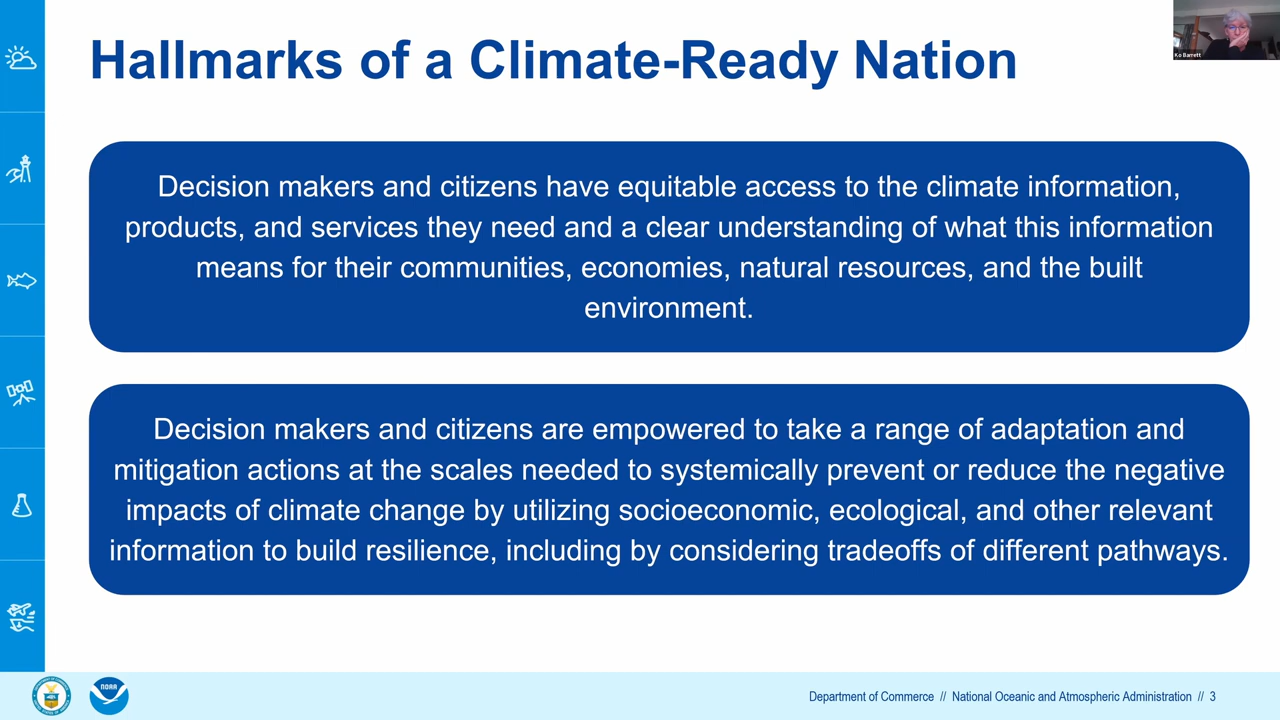 Hallmarks of a Climate-Ready Nation
Ko Barrett
Decision makers and citizens have equitable access to the climate information,
products, and services they need and a clear understanding of what this information
means for their communities, economies, natural resources, and the built
environment.
Decision makers and citizens are empowered to take a range of adaptation and
mitigation actions at the scales needed to systemically prevent or reduce the negative
impacts of climate change by utilizing socioeconomic, ecological, and other relevant
information to build resilience, including by considering tradeoffs of different pathways.
NOAA
Department of Commerce // National Oceanic and Atmospheric Administration // 3